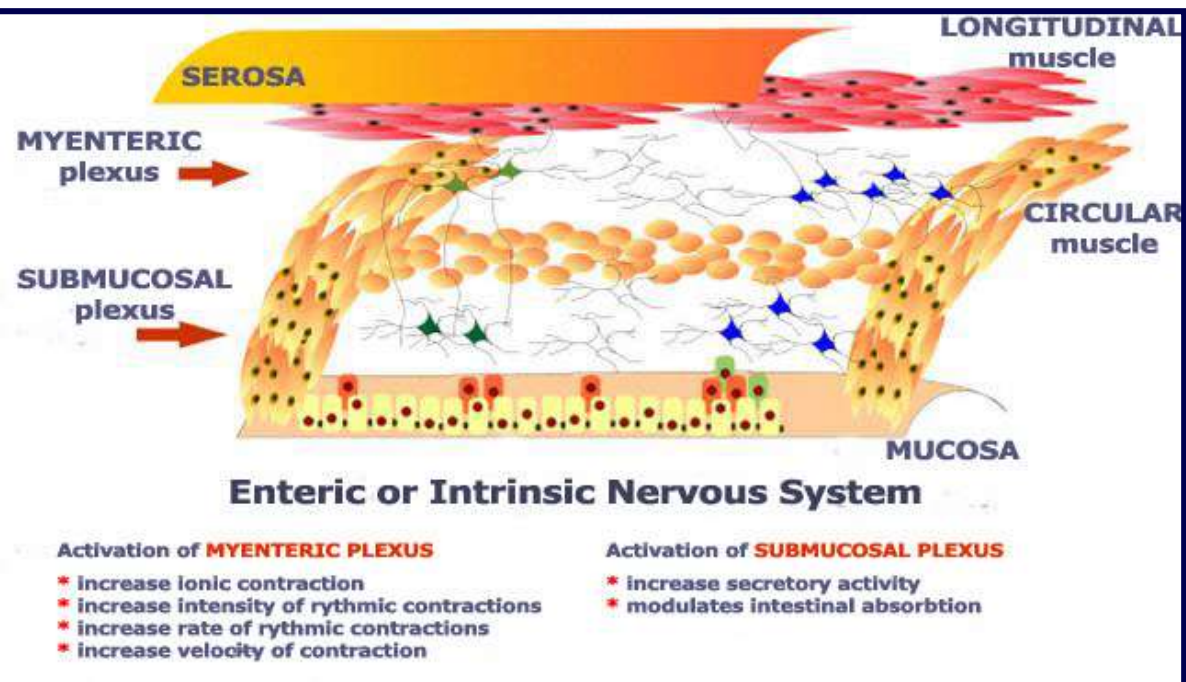 LONGITUDINAL
muscle
SEROSA
MYENTERIC
plexus
CIRCULAR
muscle
SUBMUCOSAL
plexus
MUCOSA
Enteric or Intrinsic Nervous System
Activation of MYENTERIC PLEXUS
* increase ionic contraction
* increase intensity of rythmic contractions
* increase rate of rythmic contractions
* increase velocity of contraction
Activation of SUBMUCOSAL PLEXUS
* increase secretory activity
* modulates intestinal absorbtion